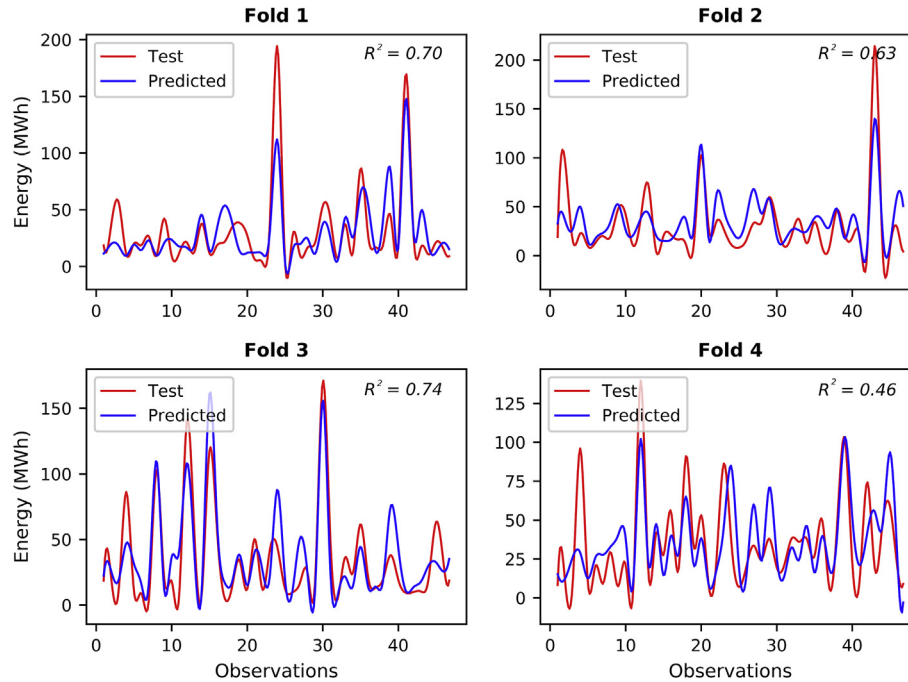 Fold 1
Fold 2
200
150
100
50
0
Energy (MWh)
Test
Predicted
R² = 0.70
0 10 20 30 40
200
150
100
50
0
Test
Predicted
R² = 0.63
0 10 20 30 40
Fold 3
Fold 4
150
100
50
0
Energy (MWh)
Test
Predicted
R² = 0.74
0 10 20 30 40
Observations
125
100
75
50
25
0
Test
Predicted
R² = 0.46
0 10 20 30 40
Observations